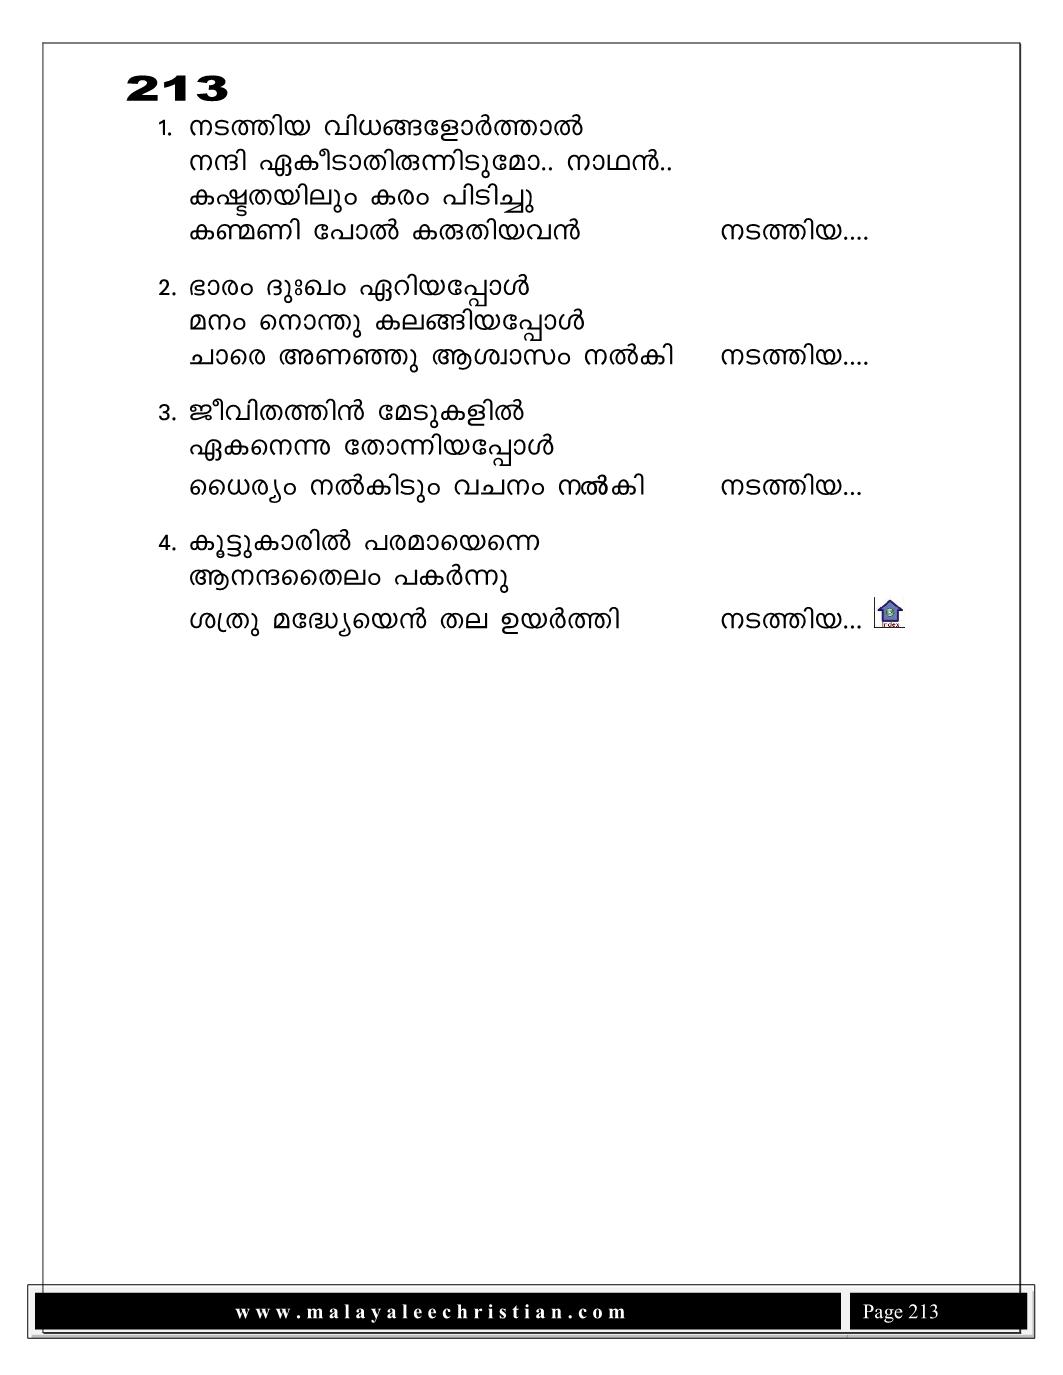 213
1. നടത്തിയ വിധങ്ങളോർത്താൽ
നന്ദി ഏകീടാതിരുന്നിടുമോ.. നാഥൻ..
കഷ്ടതയിലും കരം പിടിച്ചു
കണ്മണി പോൽ കരുതിയവൻ നടത്തിയ....
2. ഭാരം ദുഃഖം ഏറിയപ്പോൾ
മനം നൊന്തു കലങ്ങിയപ്പോൾ
ചാരെ അണഞ്ഞു ആശ്വാസം നൽകി നടത്തിയ....
3. ജീവിതത്തിൻ മേടുകളിൽ
ഏകനെന്നു തോന്നിയപ്പോൾ
ധൈര്യം നൽകിടും വചനം നൽകി നടത്തിയ...
4. കൂട്ടുകാരിൽ പരമായെന്നെ
ആനന്ദതൈലം പകർന്നു
ശത്രു മദ്ധ്യേയെൻ തല ഉയർത്തി നടത്തിയ...
Index
www.malayaleechristian.com Page 213